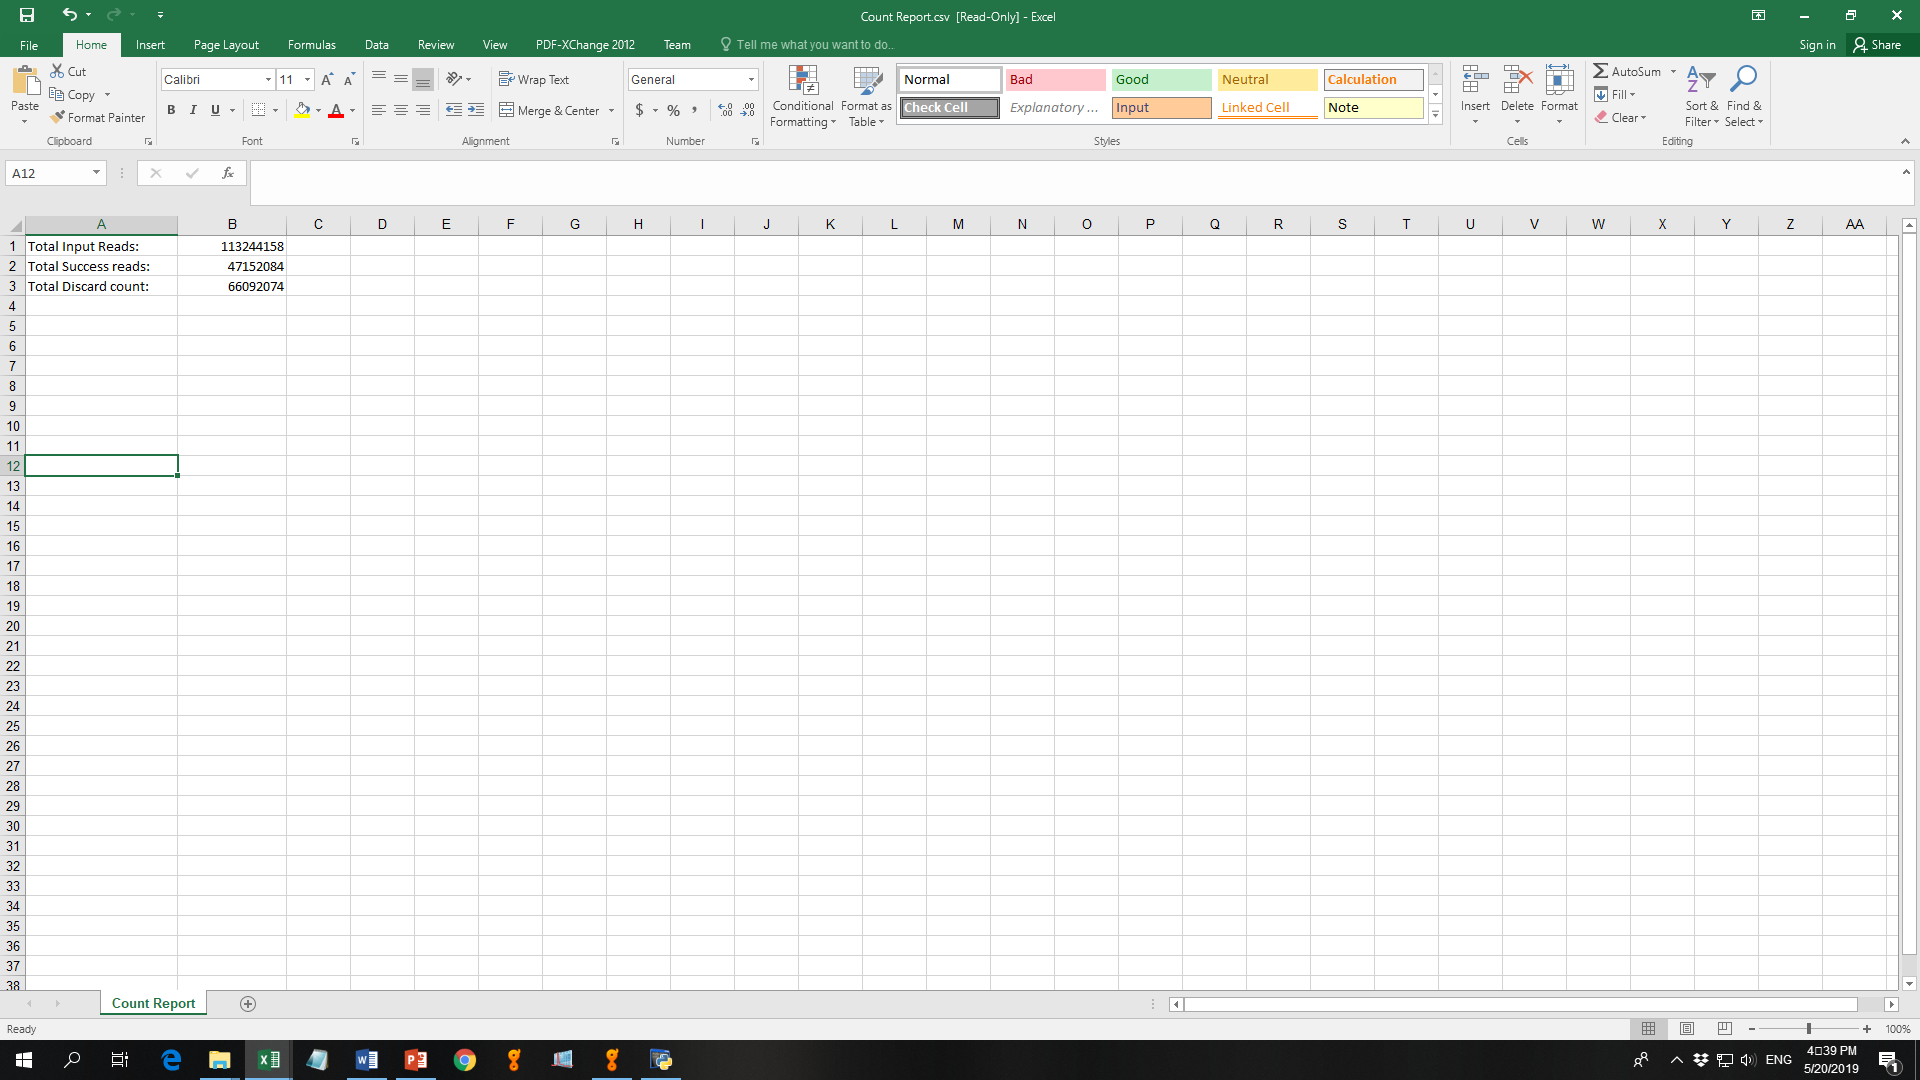 Count Report.csv [Read-Only] - Excel
File Home Insert Page Layout Formulas Data Review View PDF-XChange 2012 Team Tell me what you want to do.. Sign in Share
Paste Cut Copy Format Painter Clipboard
Calibri 11 B I U A A A Font
Wrap Text Merge & Center Alignment
General $ % , Number
Conditional Formatting Format as Table
Normal Bad Good Neutral Calculation
Check Cell Explanatory ... Input Linked Cell Note
Styles
Insert Delete Format Cells
AutoSum Fill Clear Sort & Filter Find & Select Editing
A12 fx
A B C D E F G H I J K L M N O P Q R S T U V W X Y Z AA
1 Total Input Reads: 113244158
2 Total Success reads: 47152084
3 Total Discard count: 66092074
4
5
6
7
8
9
10
11
12
13
14
15
16
17
18
19
20
21
22
23
24
25
26
27
28
29
30
31
32
33
34
35
36
37
38
Count Report
Ready 100%
ENG 4:39 PM
5/20/2019 1